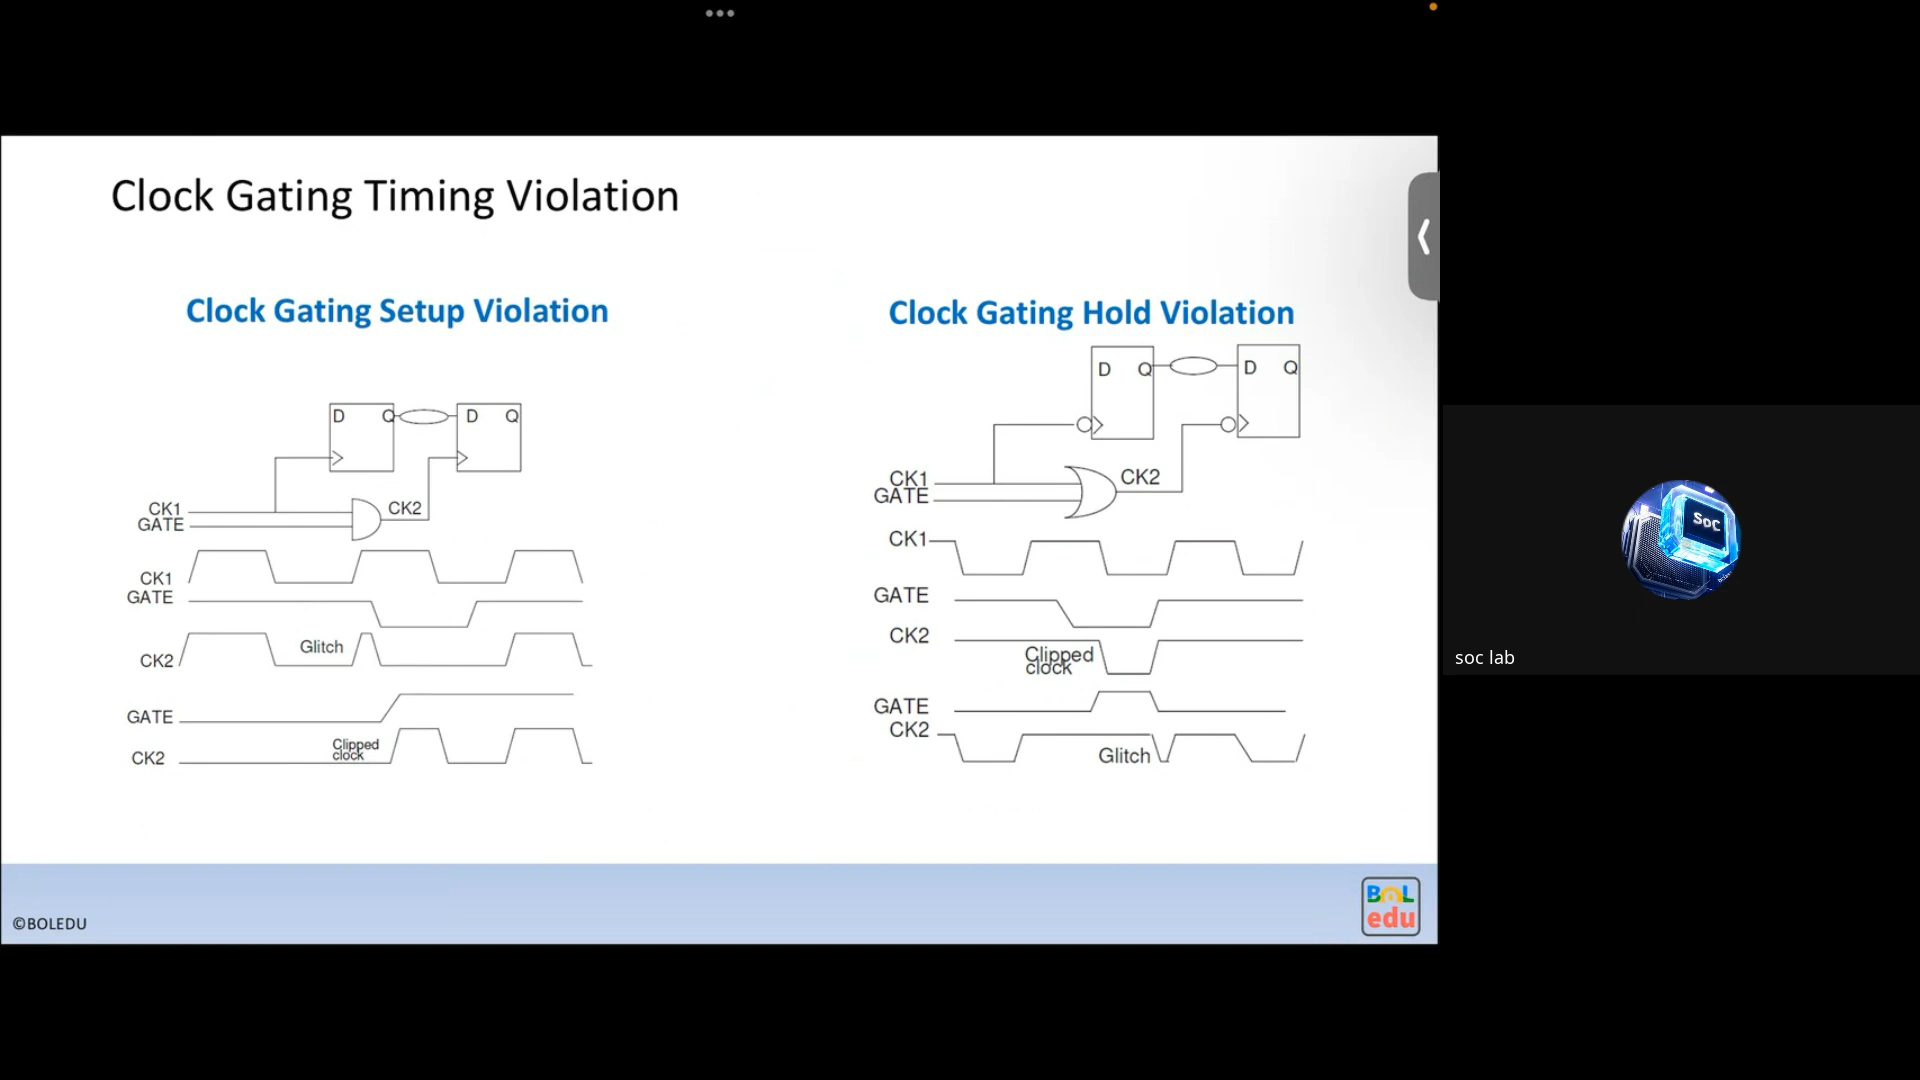 Clock Gating Timing Violation
Clock Gating Setup Violation
D Q D Q
CK1
GATE
CK2
CK1
GATE
Glitch
CK2
GATE
Clipped
clock
CK2
Clock Gating Hold Violation
D Q D Q
CK1
GATE
CK2
CK1
GATE
CK2
Clipped
clock
GATE
CK2
Glitch
©BOLEDU
BOL
edu
SoC
soc lab